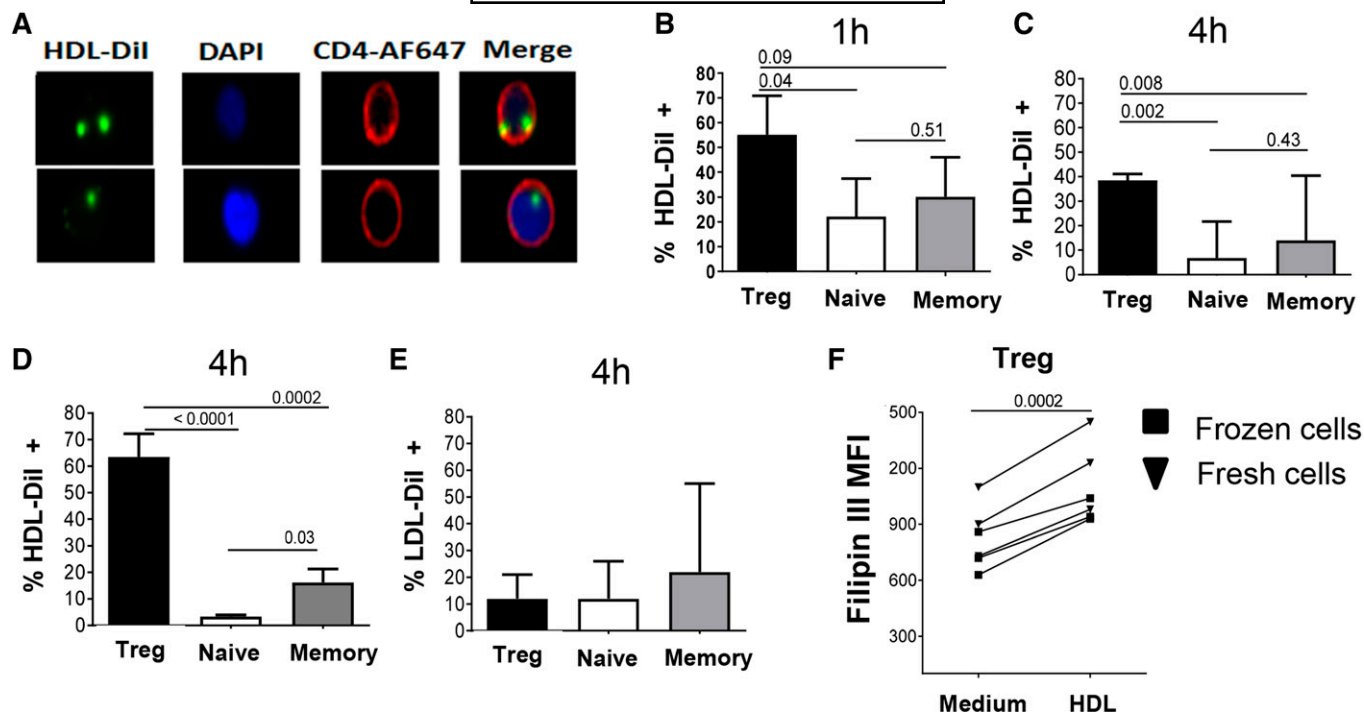 A
HDL-DiI DAPI CD4-AF647 Merge
B
1h
% HDL-DiI +
80
70
60
50
40
30
20
10
0
0.09
0.04
0.51
Treg Naive Memory
C
4h
% HDL-DiI +
80
70
60
50
40
30
20
10
0
0.008
0.002
0.43
Treg Naive Memory
D
4h
% HDL-DiI +
80
70
60
50
40
30
20
10
0
0.0002
< 0.0001
0.03
Treg Naive Memory
E
4h
% LDL-DiI +
80
70
60
50
40
30
20
10
0
Treg Naive Memory
F
Treg
Filipin III MFI
500
200
900
600
300
0.0002
Medium HDL
Frozen cells
Fresh cells